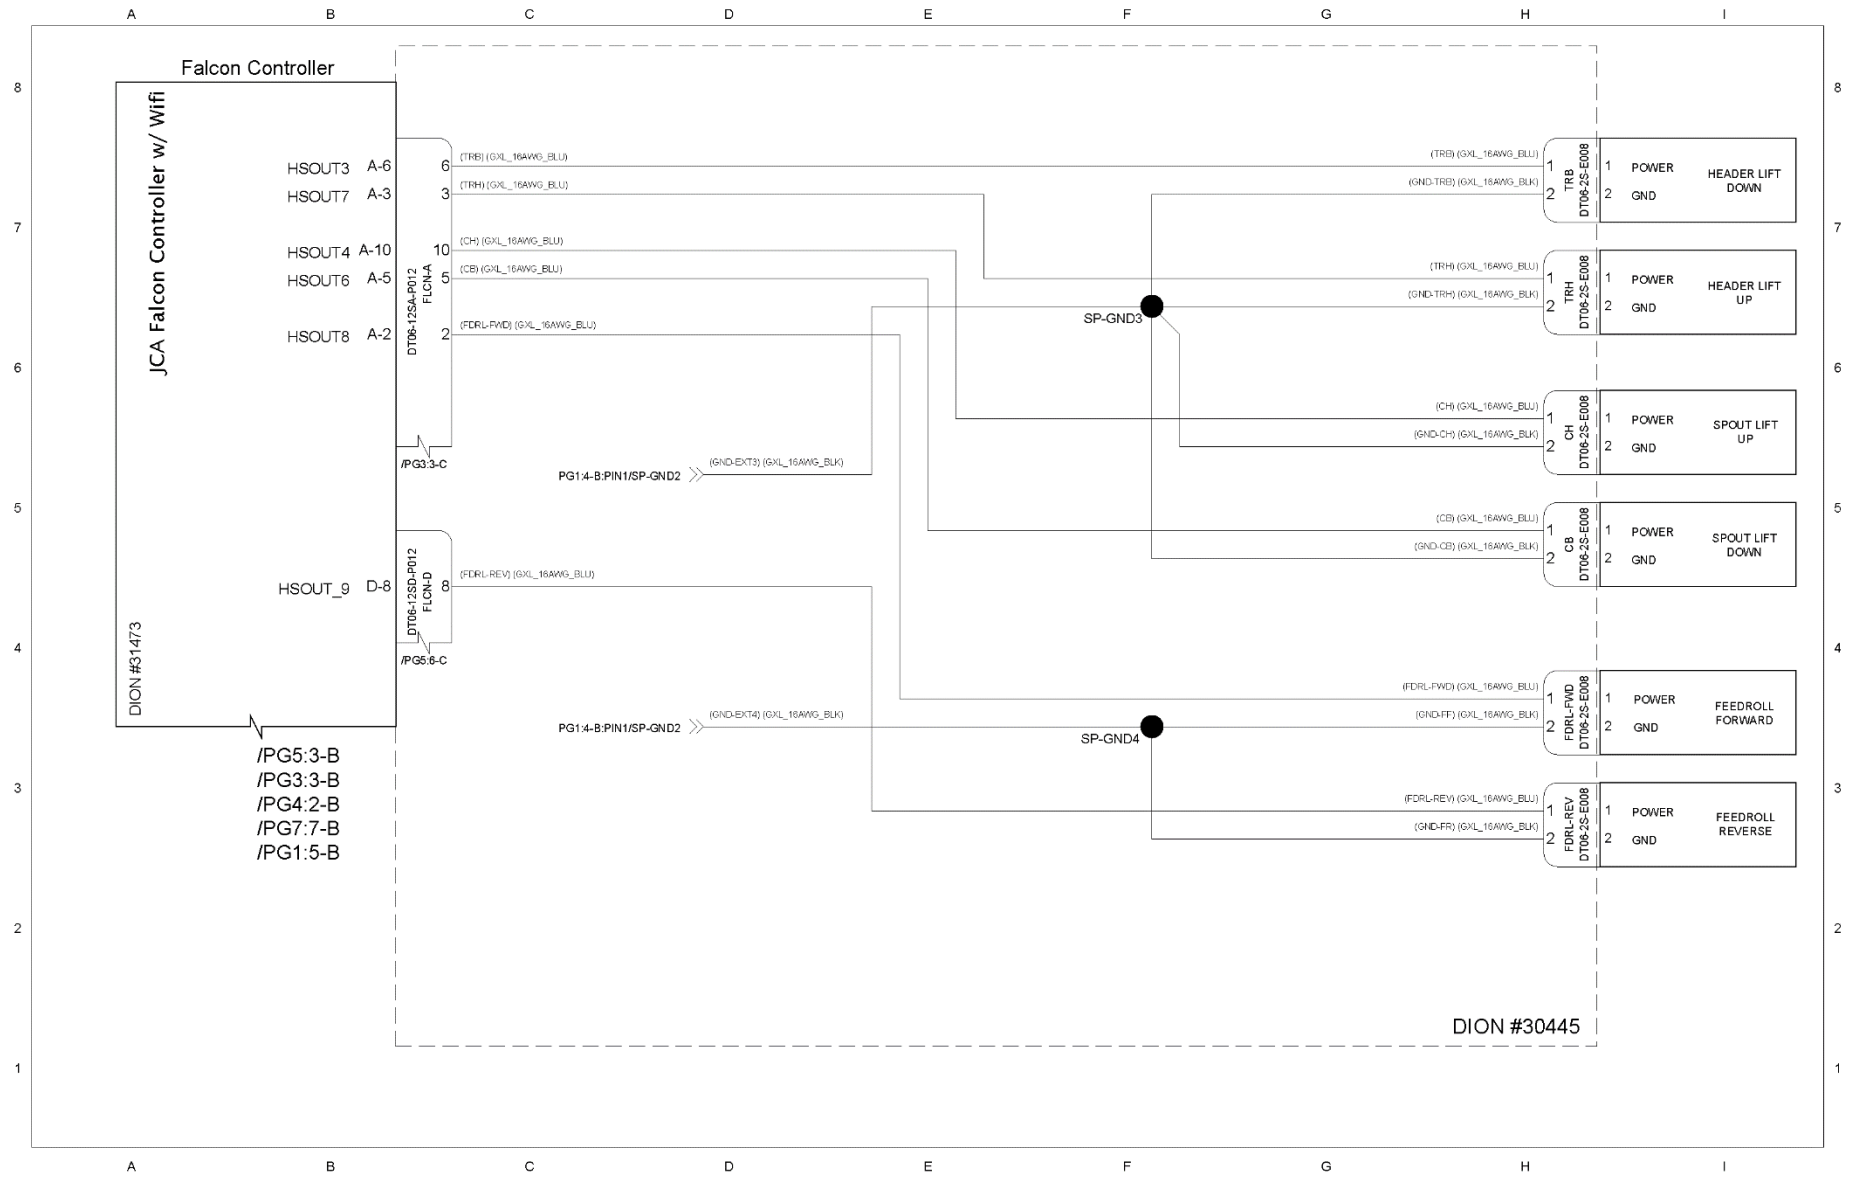 A B C D E F G H I
8 8
Falcon Controller
JCA Falcon Controller w/ Wifi
DION #31473
HSOUT3 A-6 6 (TRB) (GXL_16AWG_BLU)
HSOUT7 A-3 3 (TRH) (GXL_16AWG_BLU)
HSOUT4 A-10 10 (CH) (GXL_16AWG_BLU)
HSOUT6 A-5 5 (CB) (GXL_16AWG_BLU)
HSOUT8 A-2 2 (FDRL-FWD) (GXL_16AWG_BLU)
DT06-12SA-P012
FLCN-A
/PG3:3-C
HSOUT_9 D-8 8 (FDRL-REV) (GXL_16AWG_BLU)
DT06-12SD-P012
FLCN-D
/PG5:6-C
/PG5:3-B
/PG3:3-B
/PG4:2-B
/PG7:7-B
/PG1:5-B
PG1:4-B:PIN1/SP-GND2 (GND-EXT3) (GXL_16AWG_BLK)
SP-GND3
PG1:4-B:PIN1/SP-GND2 (GND-EXT4) (GXL_16AWG_BLK)
SP-GND4
(TRB) (GXL_16AWG_BLU) 1
(GND-TRB) (GXL_16AWG_BLK) 2
TRB
DT06-2S-E008
1 POWER
2 GND
HEADER LIFT
DOWN
7 7
(TRH) (GXL_16AWG_BLU) 1
(GND-TRH) (GXL_16AWG_BLK) 2
TRH
DT06-2S-E008
1 POWER
2 GND
HEADER LIFT
UP
6 6
(CH) (GXL_16AWG_BLU) 1
(GND-CH) (GXL_16AWG_BLK) 2
CH
DT06-2S-E008
1 POWER
2 GND
SPOUT LIFT
UP
5 5
(CB) (GXL_16AWG_BLU) 1
(GND-CB) (GXL_16AWG_BLK) 2
CB
DT06-2S-E008
1 POWER
2 GND
SPOUT LIFT
DOWN
4 4
(FDRL-FWD) (GXL_16AWG_BLU) 1
(GND-FF) (GXL_16AWG_BLK) 2
FDRL-FWD
DT06-2S-E008
1 POWER
2 GND
FEEDROLL
FORWARD
3 3
(FDRL-REV) (GXL_16AWG_BLU) 1
(GND-FR) (GXL_16AWG_BLK) 2
FDRL-REV
DT06-2S-E008
1 POWER
2 GND
FEEDROLL
REVERSE
2 2
DION #30445
1 1
A B C D E F G H I